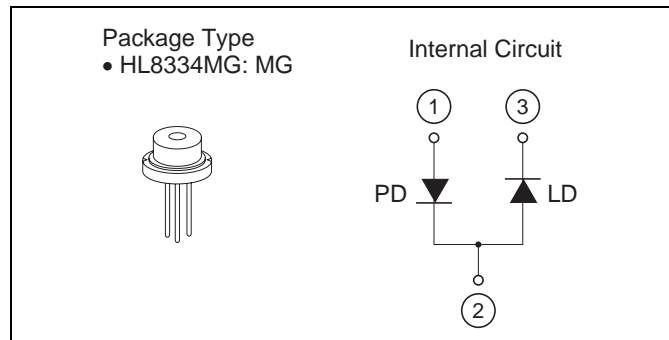 Package Type
• HL8334MG: MG
Internal Circuit
1
3
PD
LD
2